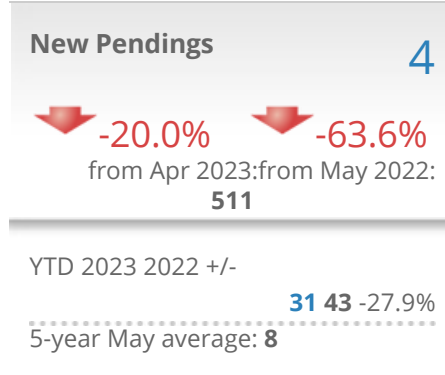 New Pendings
4
-20.0% -63.6%
from Apr 2023:from May 2022:
511
YTD 2023 2022 +/-
31 43 -27.9%
5-year May average: 8